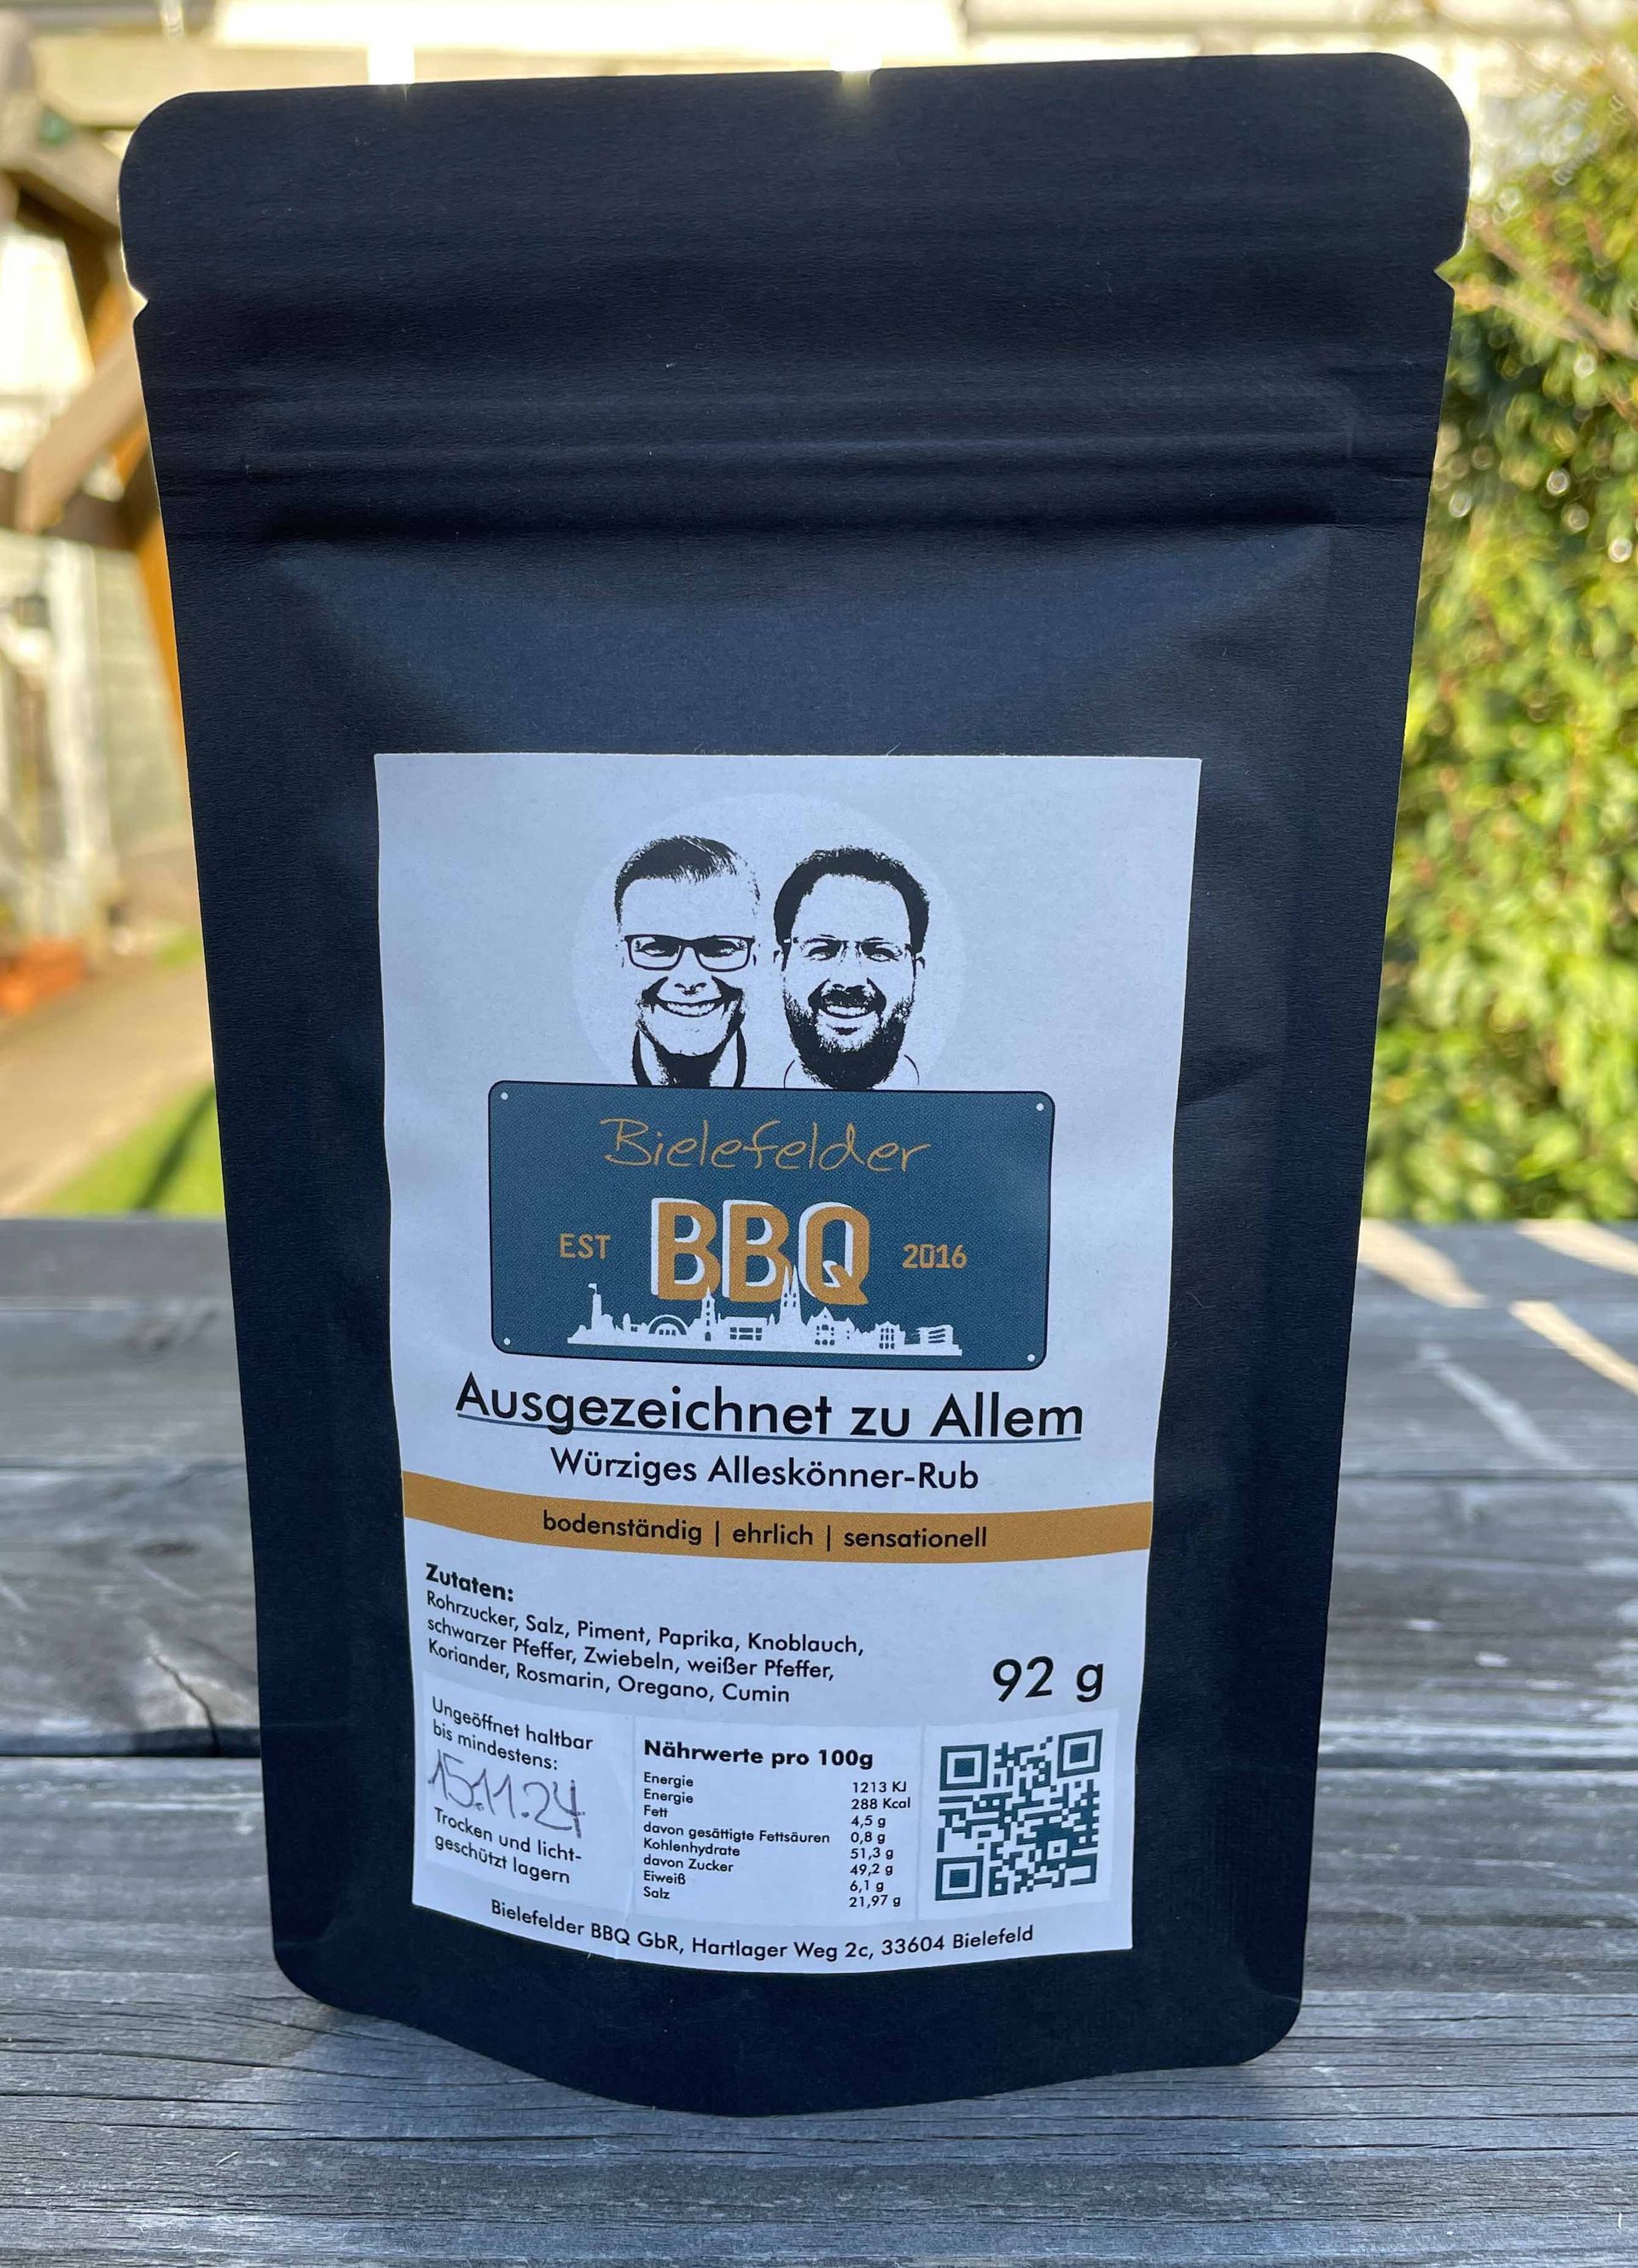 Bielefelder
EST BBQ 2016
Ausgezeichnet zu Allem
Würziges Alleskönner-Rub
bodenständig | ehrlich | sensationell
Zutaten:
Rohrzucker, Salz, Piment, Paprika, Knoblauch,
schwarzer Pfeffer, Zwiebeln, weißer Pfeffer,
Koriander, Rosmarin, Oregano, Cumin
92 g
Ungeöffnet haltbar
bis mindestens:
15.11.24
Trocken und licht-
geschützt lagern
Nährwerte pro 100g
Energie 1213 KJ
Energie 288 Kcal
Fett 4,5 g
davon gesättigte Fettsäuren 0,8 g
Kohlenhydrate 51,3 g
davon Zucker 49,2 g
Eiweiß 6,1 g
Salz 21,97 g
Bielefelder BBQ GbR, Hartlager Weg 2c, 33604 Bielefeld